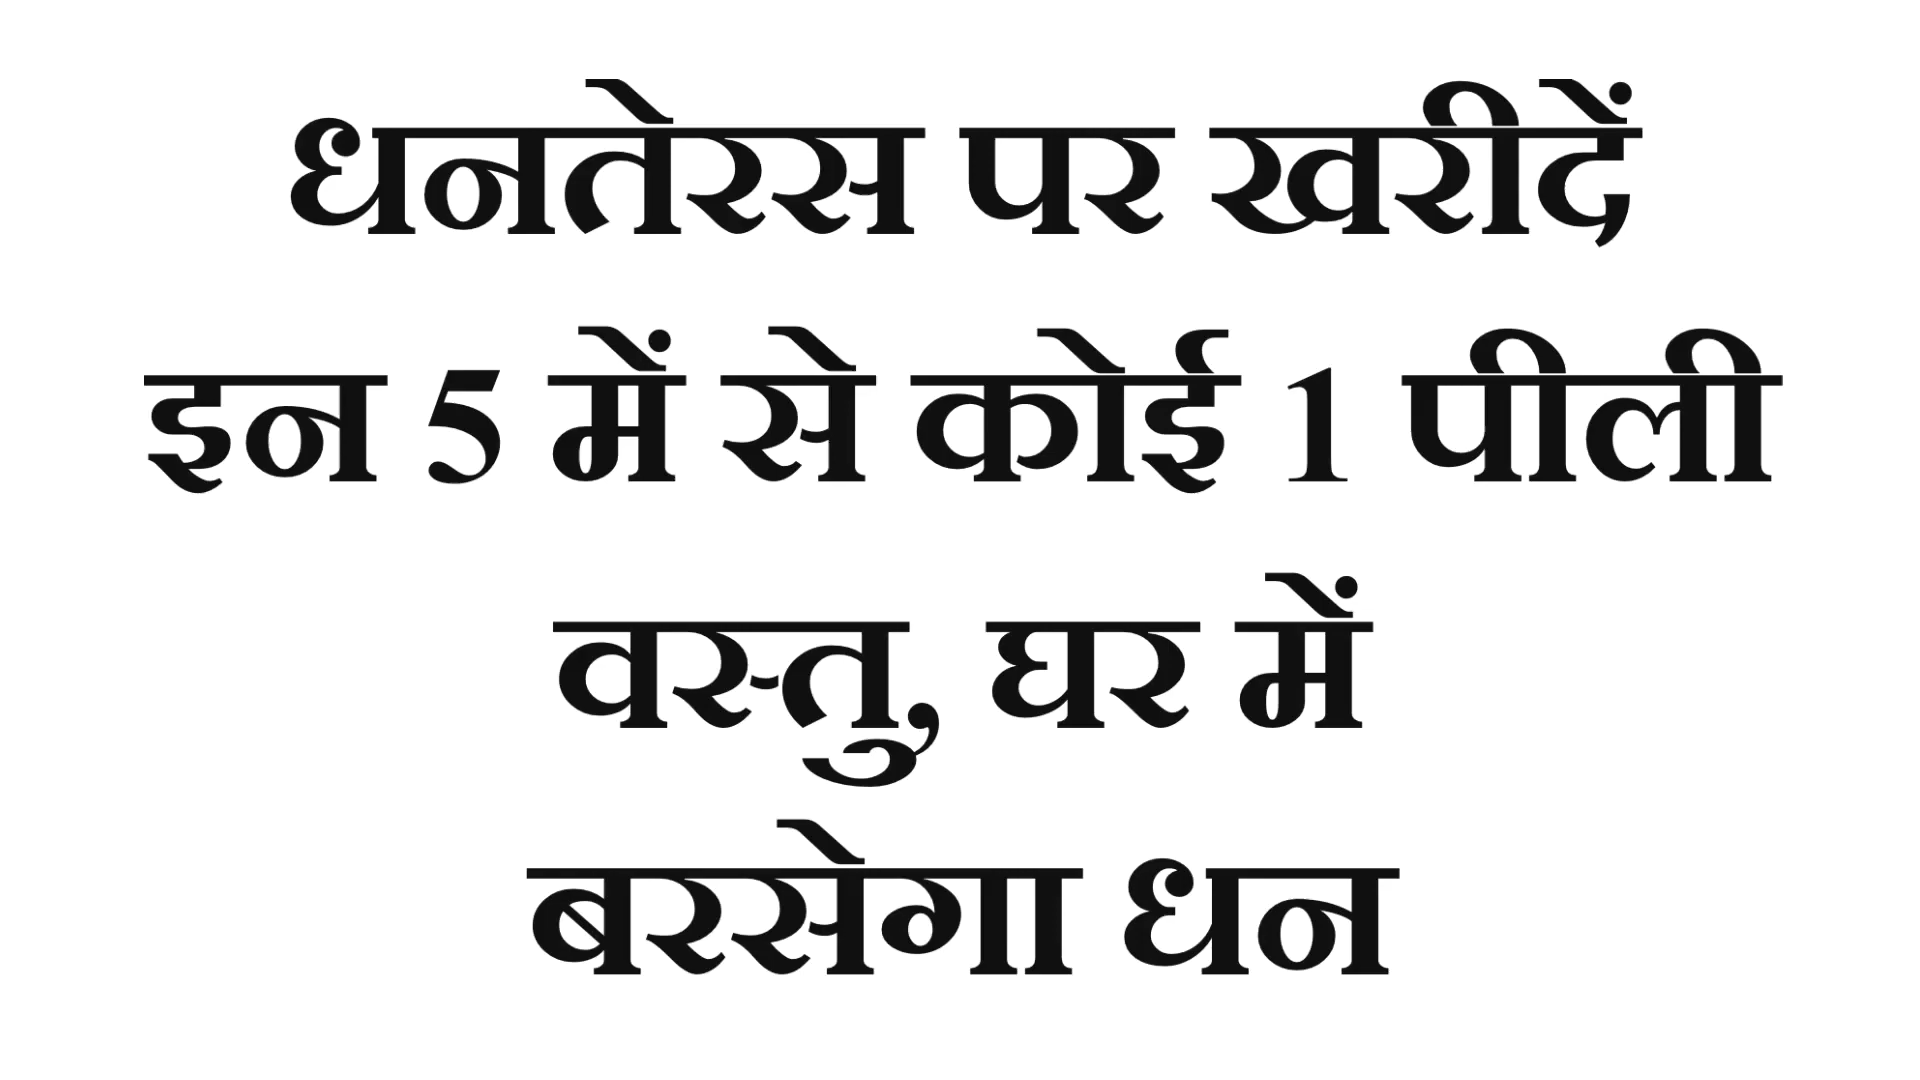 धनतेरस पर खरीदें
इन 5 में से कोई 1 पीली
वस्तु, घर में
बरसेगा धन